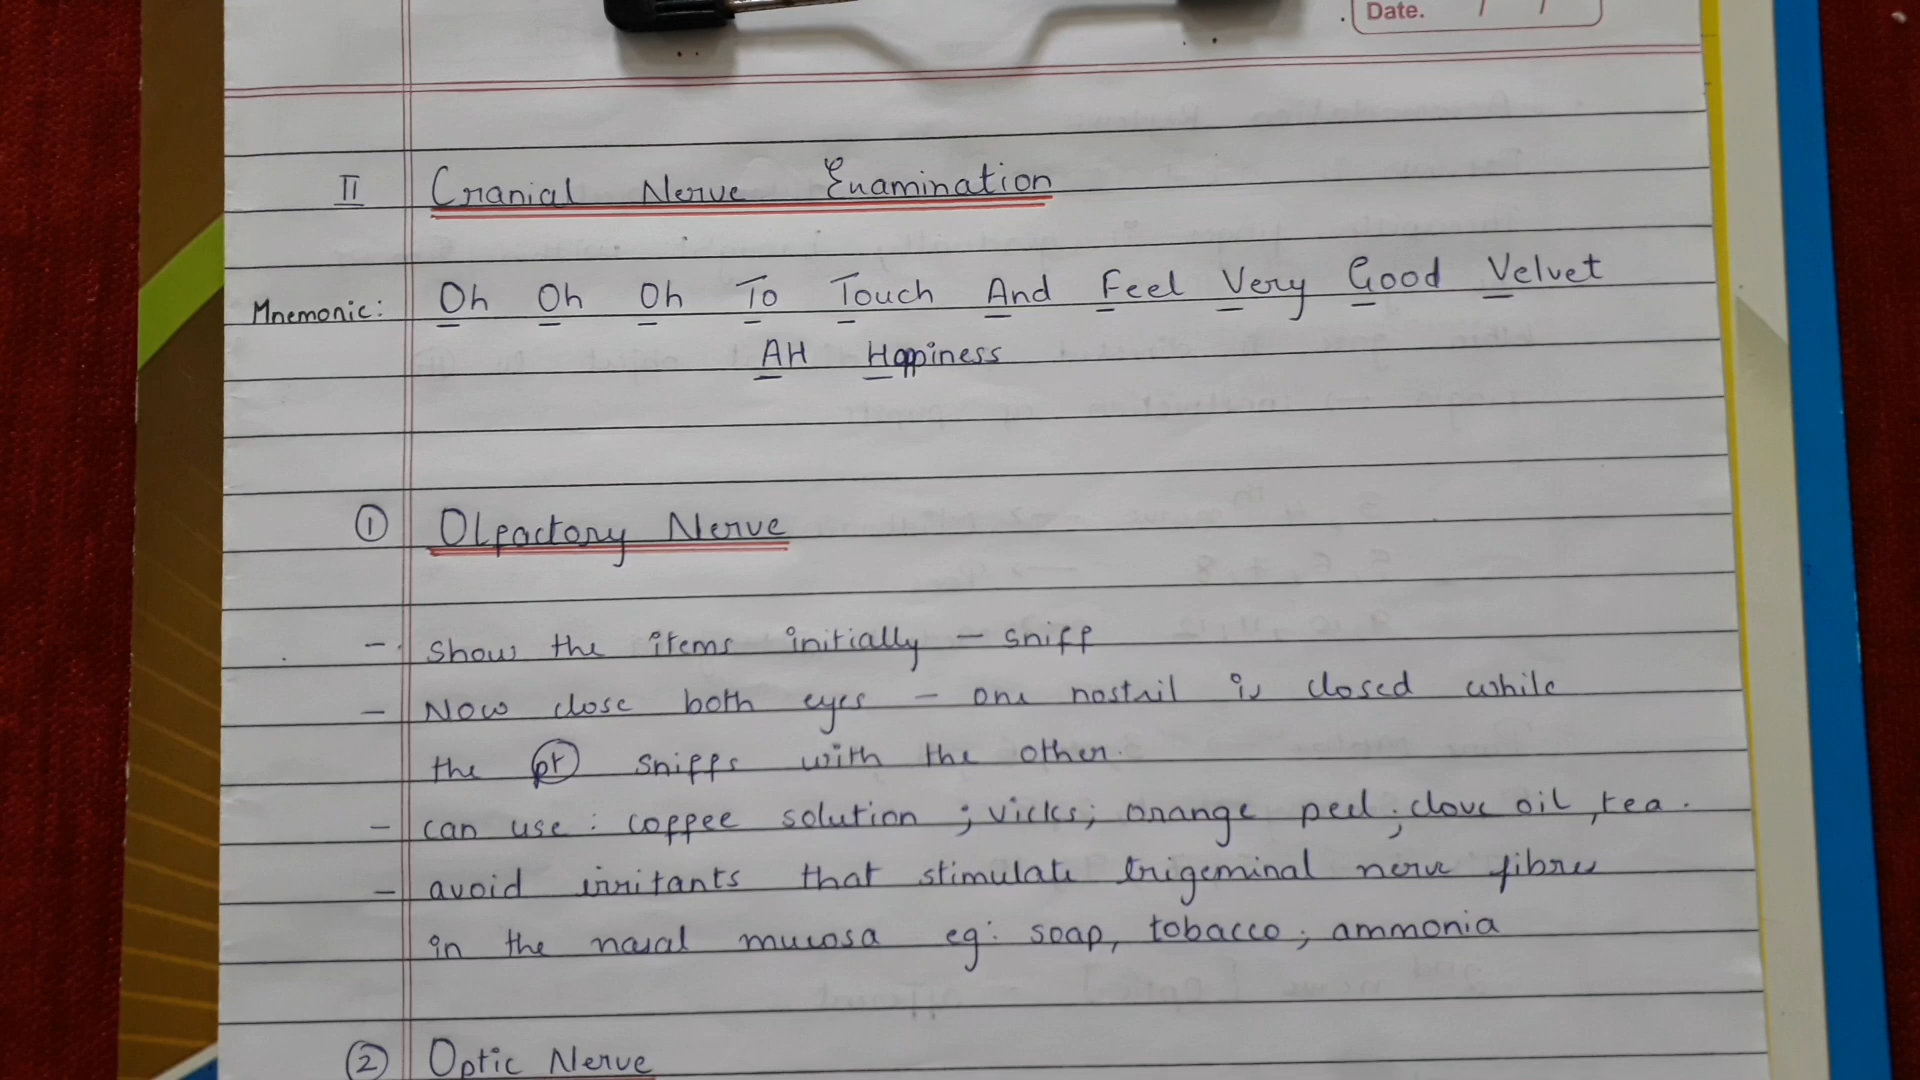 Date. / /
II Cranial Nerve Examination
Mnemonic: Oh Oh Oh To Touch And Feel Very Good Velvet
AH Happiness
① Olfactory Nerve
- show the items initially - sniff
- Now close both eyes - one nostril is closed while
the pt sniffs with the other.
- can use : coffee solution ; vicks; orange peel ; clove oil , tea .
- avoid irritants that stimulate trigeminal nerve fibres
in the nasal mucosa eg: soap, tobacco ; ammonia
② Optic Nerve